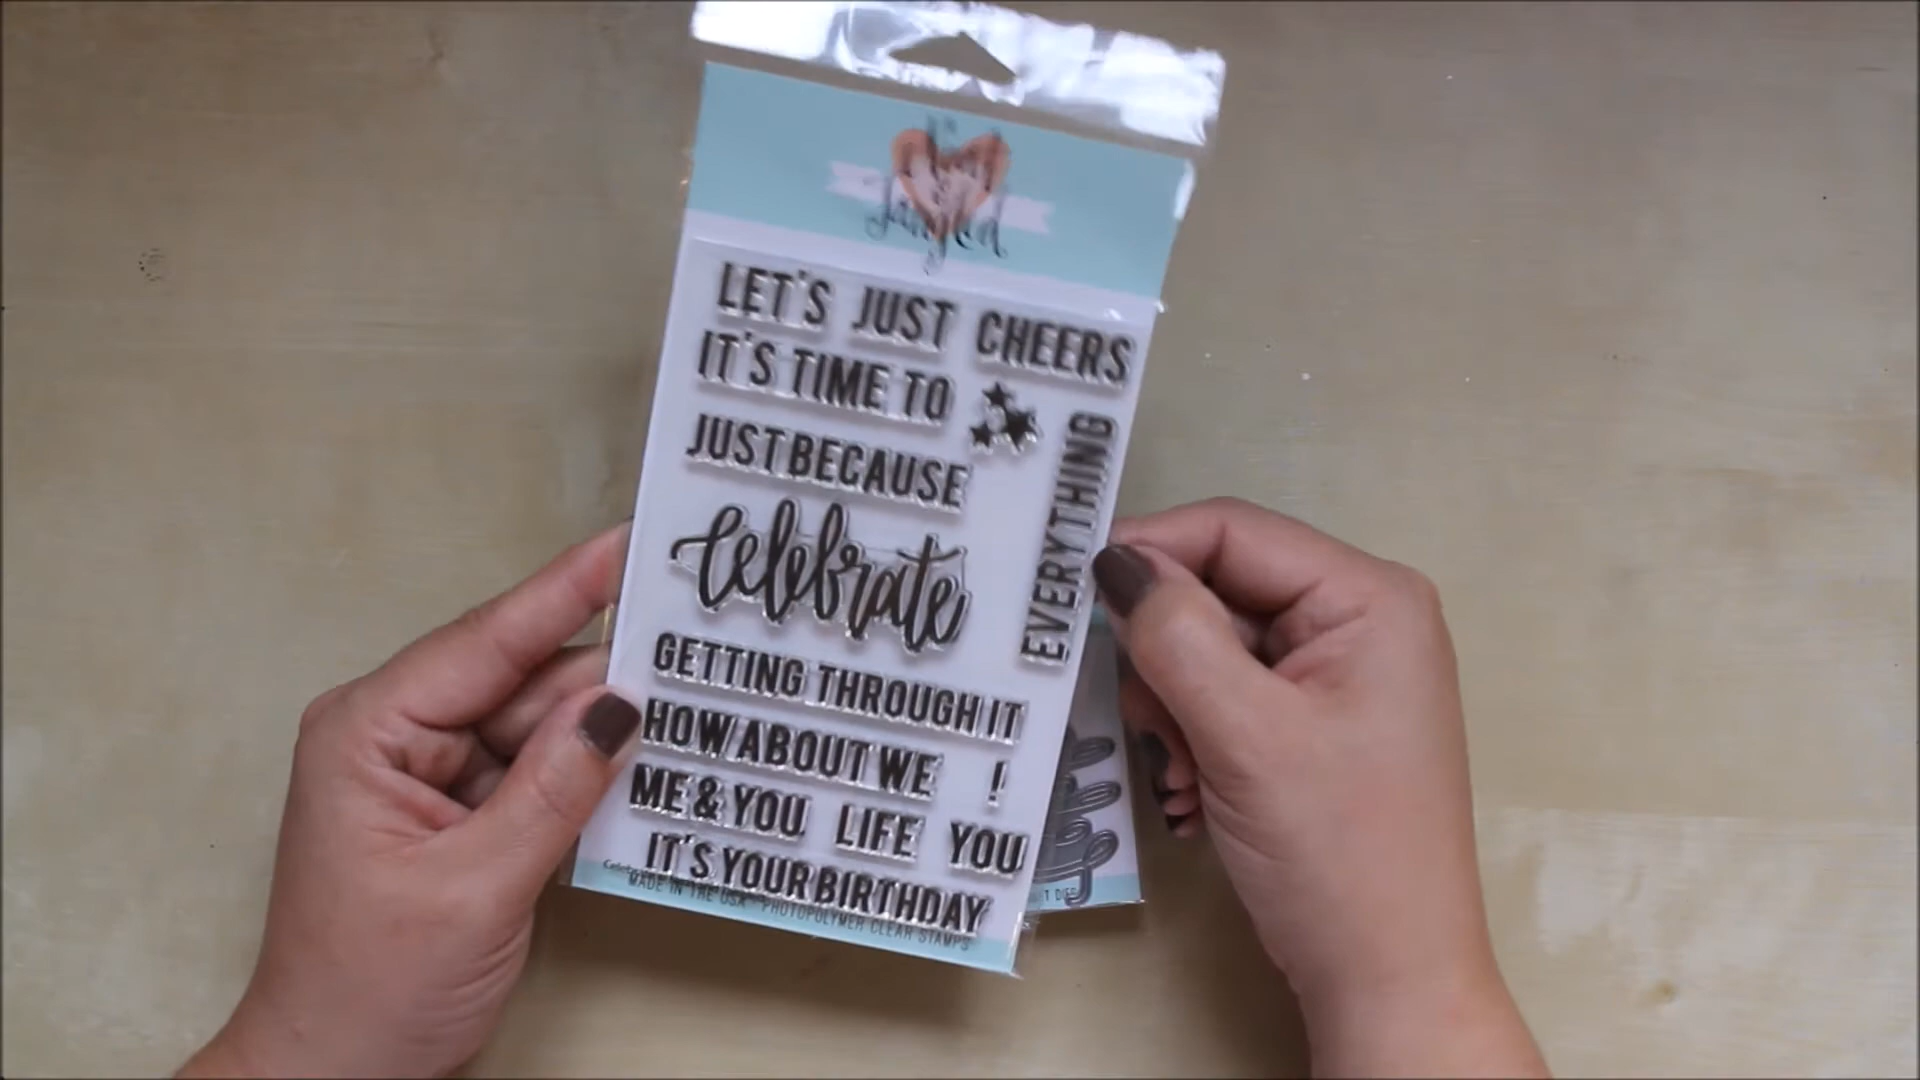 LET'S JUST CHEERS
IT'S TIME TO
JUST BECAUSE
EVERYTHING
celebrate
GETTING THROUGH IT
HOW ABOUT WE !
ME & YOU LIFE YOU
IT'S YOUR BIRTHDAY
MADE IN THE USA PHOTOPOLYMER CLEAR STAMPS